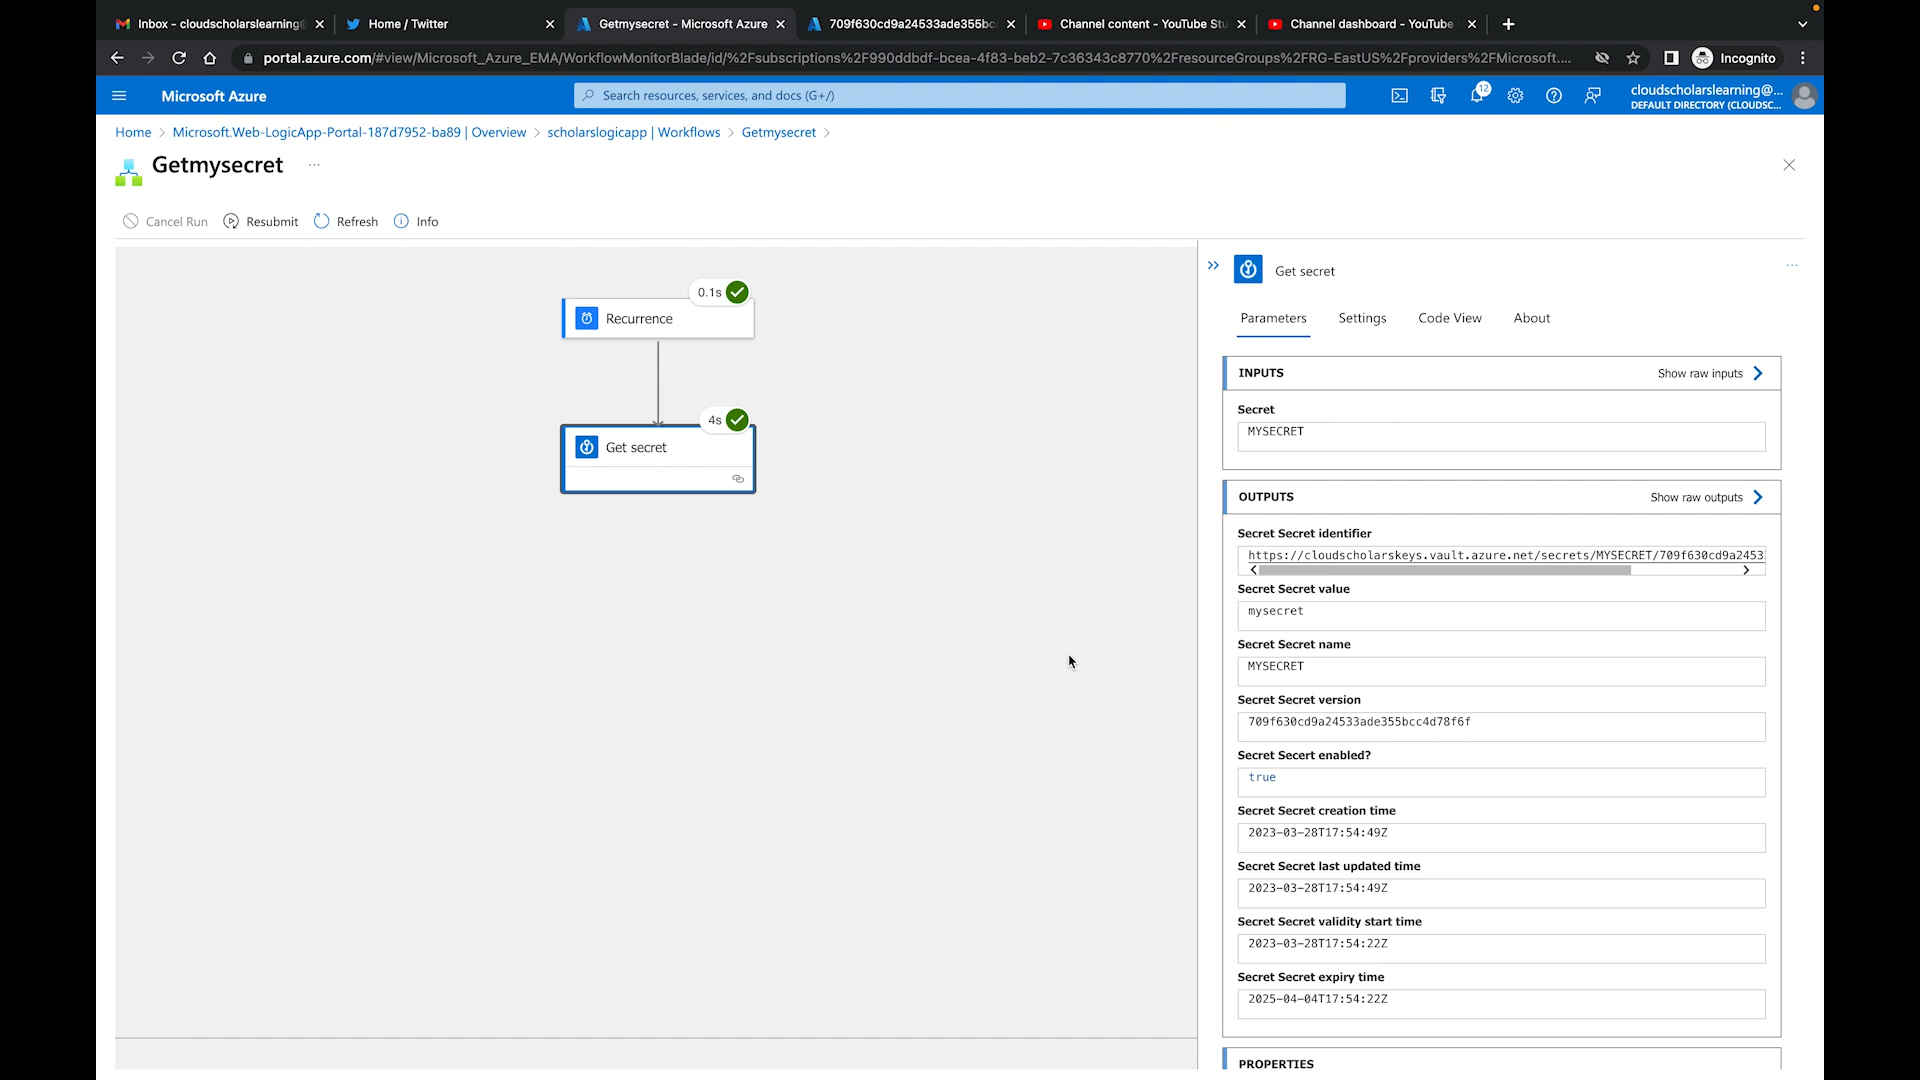 Inbox - cloudscholarslearning
Home / Twitter
Getmysecret - Microsoft Azure
709f630cd9a24533ade355bc
Channel content - YouTube Stu
Channel dashboard - YouTube
portal.azure.com/#view/Microsoft_Azure_EMA/WorkflowMonitorBlade/id/%2Fsubscriptions%2F990ddbdf-bcea-4f83-beb2-7c36343c8770%2FresourceGroups%2FRG-EastUS%2Fproviders%2FMicrosoft....
Incognito
Microsoft Azure
Search resources, services, and docs (G+/)
12
cloudscholarslearning@...
DEFAULT DIRECTORY (CLOUDSC...
Home > Microsoft.Web-LogicApp-Portal-187d7952-ba89 | Overview > scholarslogicapp | Workflows > Getmysecret >
Getmysecret ...
Cancel Run
Resubmit
Refresh
Info
0.1s
Recurrence
4s
Get secret
Get secret
Parameters
Settings
Code View
About
INPUTS
Show raw inputs
Secret
MYSECRET
OUTPUTS
Show raw outputs
Secret Secret identifier
https://cloudscholarskeys.vault.azure.net/secrets/MYSECRET/709f630cd9a2453
Secret Secret value
mysecret
Secret Secret name
MYSECRET
Secret Secret version
709f630cd9a24533ade355bcc4d78f6f
Secret Secert enabled?
true
Secret Secret creation time
2023-03-28T17:54:49Z
Secret Secret last updated time
2023-03-28T17:54:49Z
Secret Secret validity start time
2023-03-28T17:54:22Z
Secret Secret expiry time
2025-04-04T17:54:22Z
PROPERTIES